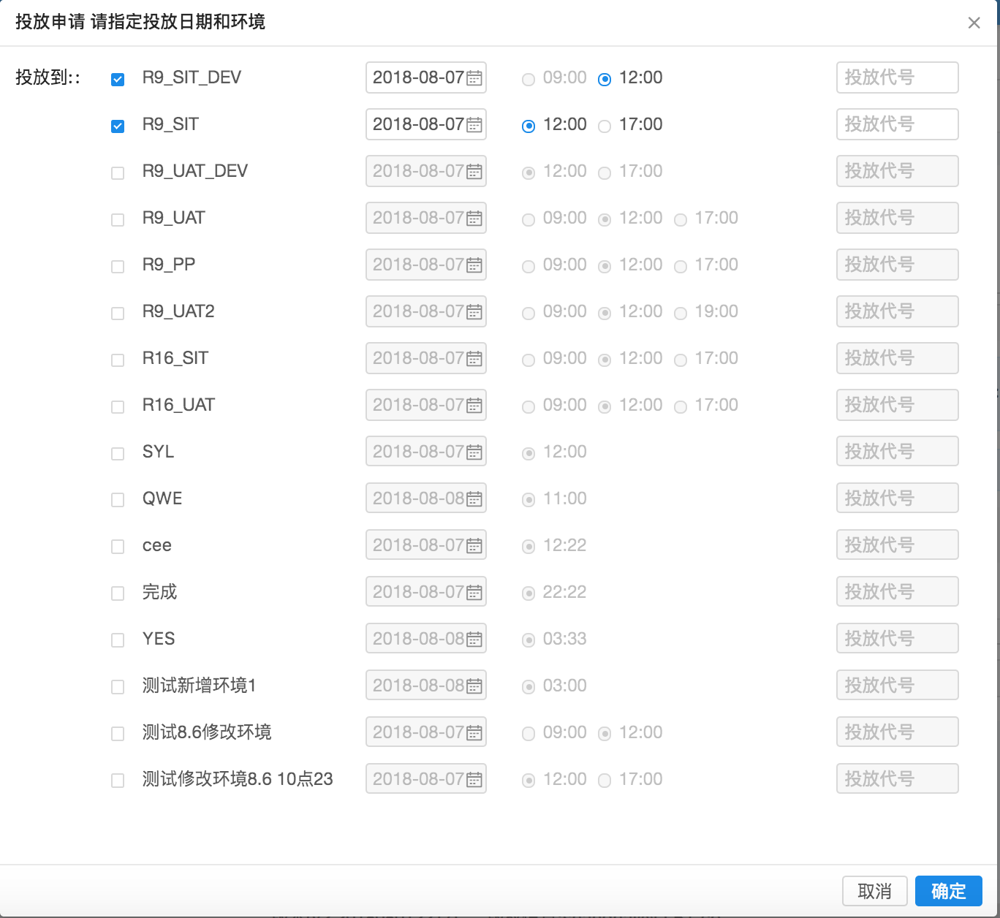 投放申请 请指定投放日期和环境
投放到:: R9_SIT_DEV 2018-08-07 09:00 12:00 投放代号
R9_SIT 2018-08-07 12:00 17:00 投放代号
R9_UAT_DEV 2018-08-07 12:00 17:00 投放代号
R9_UAT 2018-08-07 09:00 12:00 17:00 投放代号
R9_PP 2018-08-07 09:00 12:00 17:00 投放代号
R9_UAT2 2018-08-07 09:00 12:00 19:00 投放代号
R16_SIT 2018-08-07 09:00 12:00 17:00 投放代号
R16_UAT 2018-08-07 09:00 12:00 17:00 投放代号
SYL 2018-08-07 12:00 投放代号
QWE 2018-08-08 11:00 投放代号
cee 2018-08-07 12:22 投放代号
完成 2018-08-07 22:22 投放代号
YES 2018-08-08 03:33 投放代号
测试新增环境1 2018-08-08 03:00 投放代号
测试8.6修改环境 2018-08-07 09:00 12:00 投放代号
测试修改环境8.6 10点23 2018-08-07 12:00 17:00 投放代号
取消 确定